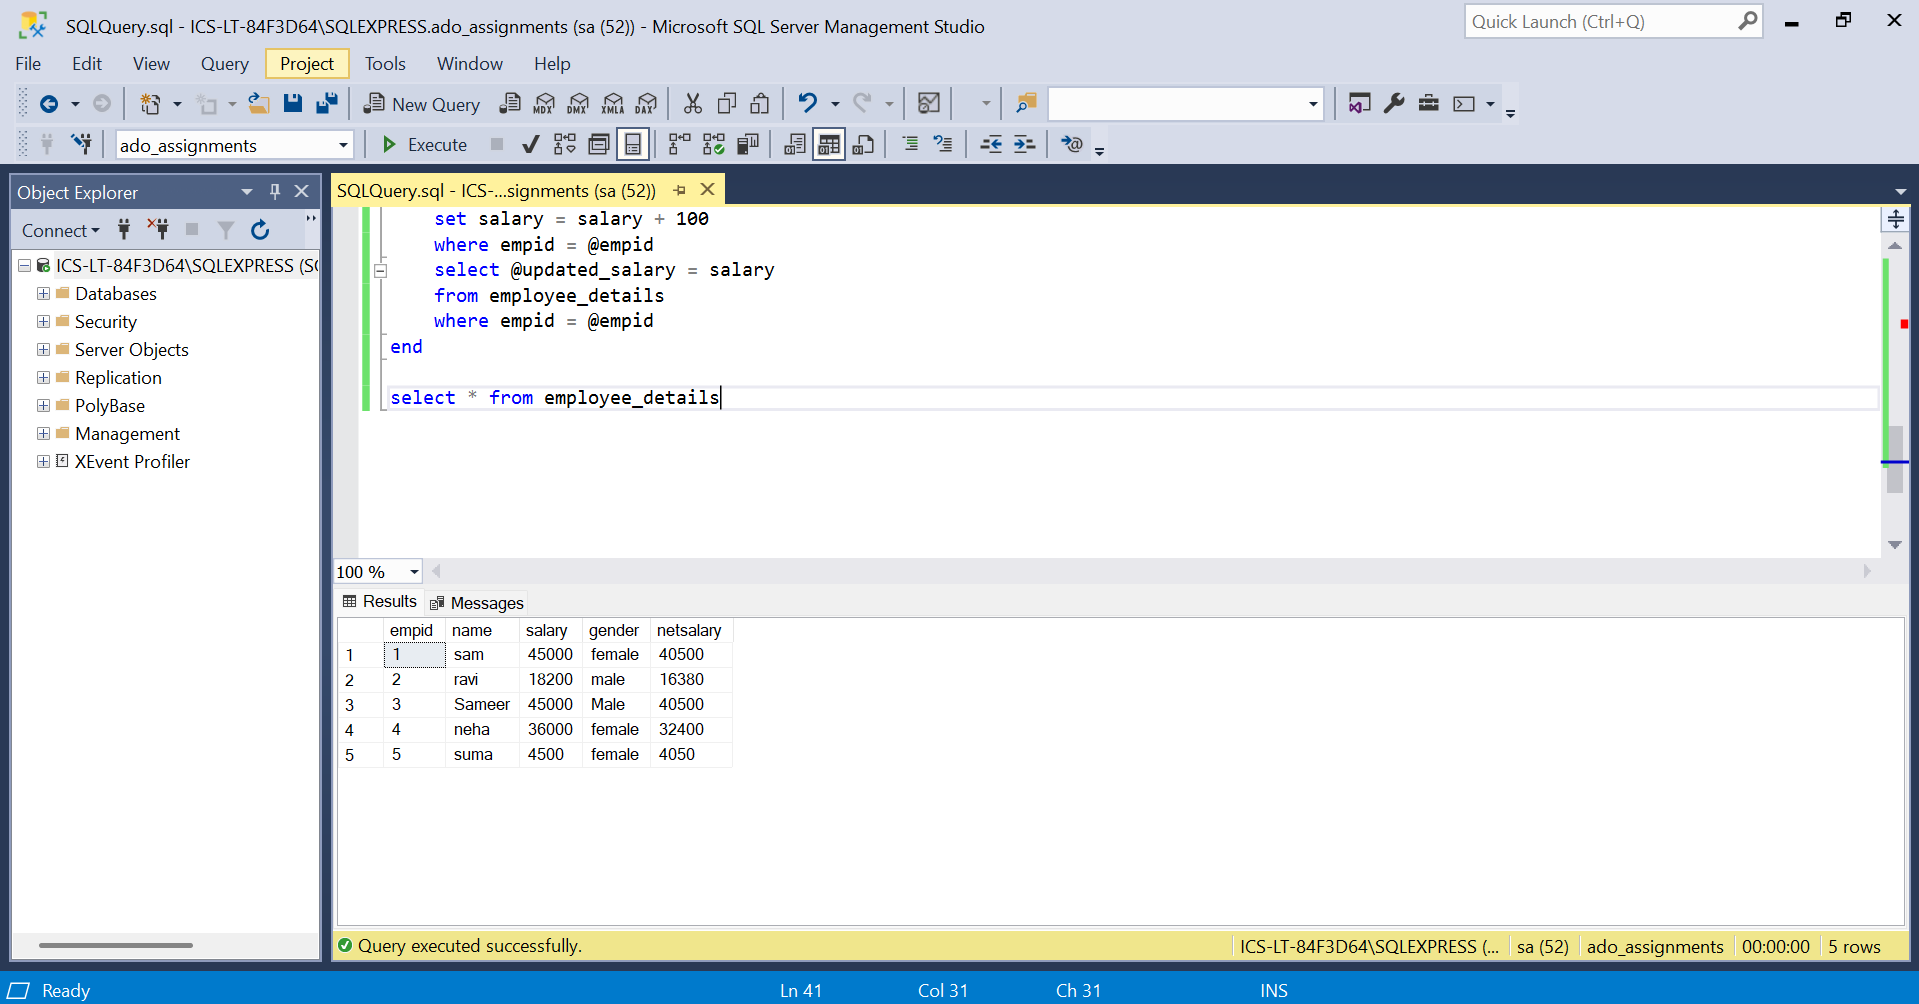 SQLQuery.sql - ICS-LT-84F3D64\SQLEXPRESS.ado_assignments (sa (52)) - Microsoft SQL Server Management Studio
Quick Launch (Ctrl+Q)
File Edit View Query Project Tools Window Help
New Query MDX DMX XMLA DAX
ado_assignments Execute
Object Explorer
Connect
ICS-LT-84F3D64\SQLEXPRESS (S
Databases
Security
Server Objects
Replication
PolyBase
Management
XEvent Profiler
SQLQuery.sql - ICS-...signments (sa (52))
set salary = salary + 100
where empid = @empid
select @updated_salary = salary
from employee_details
where empid = @empid
end
select * from employee_details
100 %
Results Messages
empid name salary gender netsalary
1 1 sam 45000 female 40500
2 2 ravi 18200 male 16380
3 3 Sameer 45000 Male 40500
4 4 neha 36000 female 32400
5 5 suma 4500 female 4050
Query executed successfully.
ICS-LT-84F3D64\SQLEXPRESS (... sa (52) ado_assignments 00:00:00 5 rows
Ready Ln 41 Col 31 Ch 31 INS